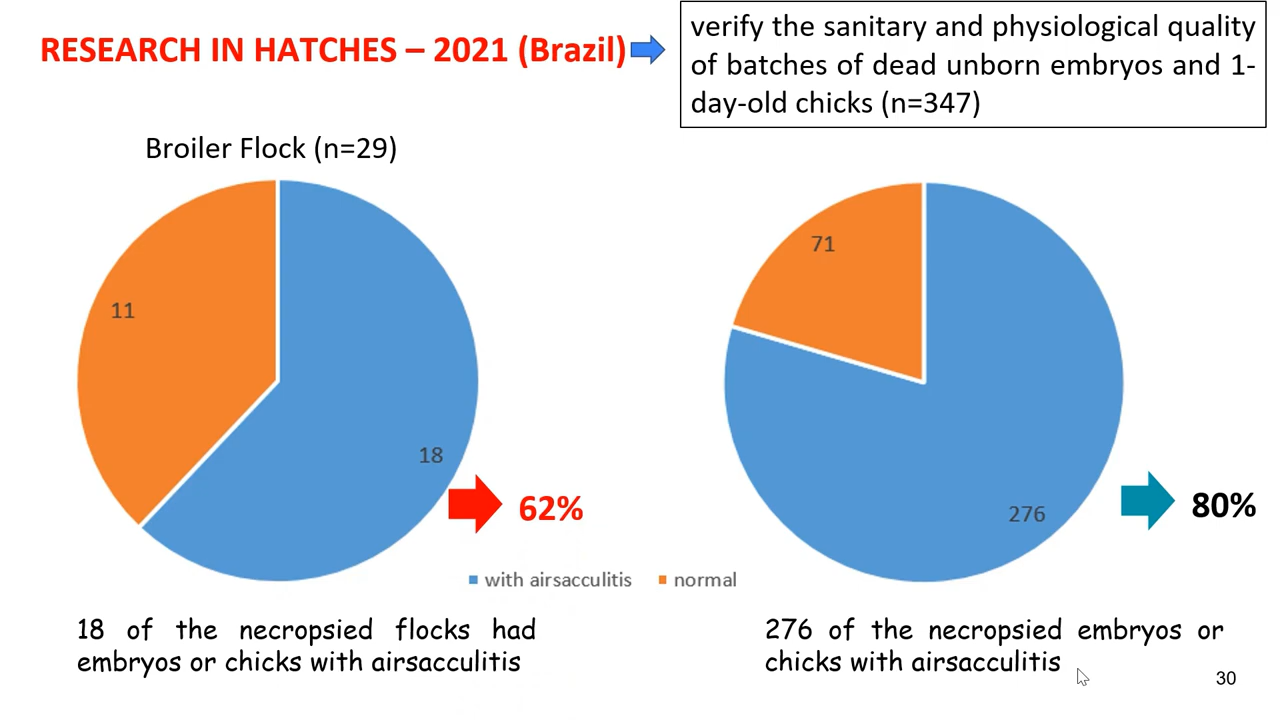 RESEARCH IN HATCHES – 2021 (Brazil)
verify the sanitary and physiological quality
of batches of dead unborn embryos and 1-
day-old chicks (n=347)
Broiler Flock (n=29)
11
18
62%
71
276
80%
with airsacculitis
normal
18 of the necropsied flocks had
embryos or chicks with airsacculitis
276 of the necropsied embryos or
chicks with airsacculitis
30